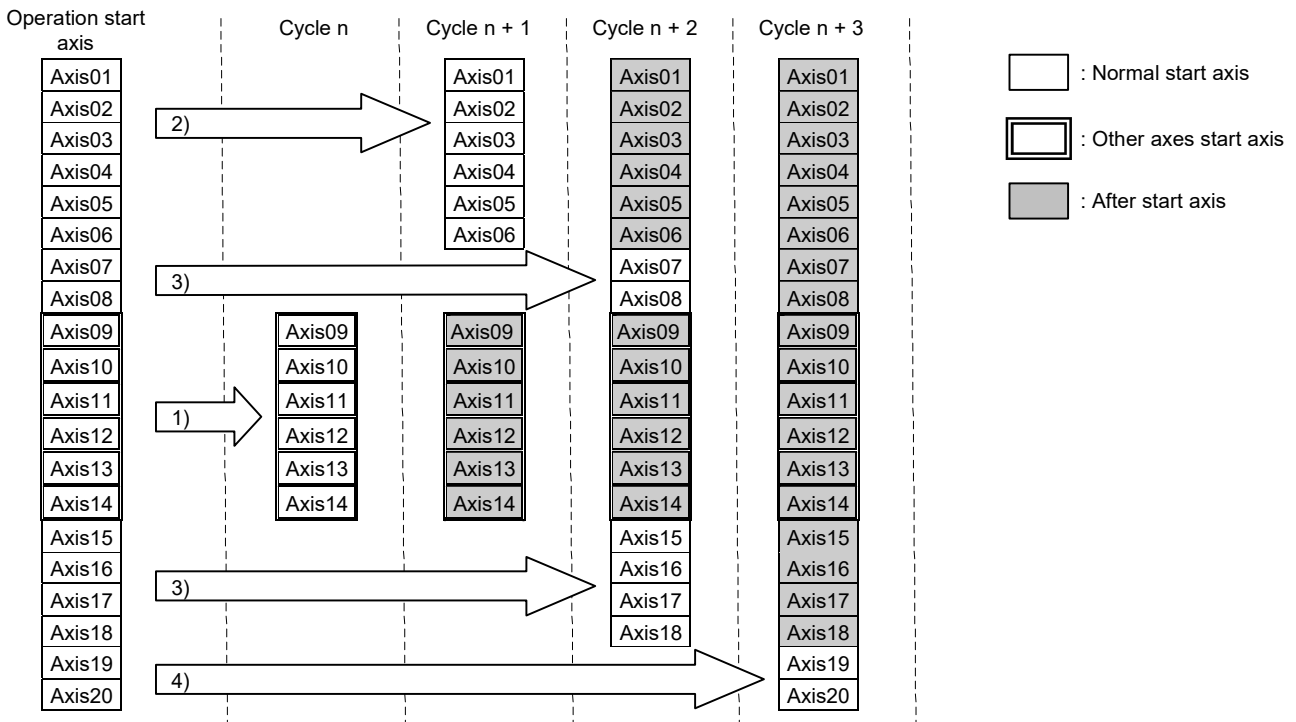 Operation start
axis
Cycle n
Cycle n + 1
Cycle n + 2
Cycle n + 3
Axis01
Axis02
Axis03
Axis04
Axis05
Axis06
Axis07
Axis08
Axis09
Axis10
Axis11
Axis12
Axis13
Axis14
Axis15
Axis16
Axis17
Axis18
Axis19
Axis20
2)
3)
1)
3)
4)
Axis09
Axis10
Axis11
Axis12
Axis13
Axis14
Axis01
Axis02
Axis03
Axis04
Axis05
Axis06
Axis09
Axis10
Axis11
Axis12
Axis13
Axis14
Axis01
Axis02
Axis03
Axis04
Axis05
Axis06
Axis07
Axis08
Axis09
Axis10
Axis11
Axis12
Axis13
Axis14
Axis15
Axis16
Axis17
Axis18
Axis01
Axis02
Axis03
Axis04
Axis05
Axis06
Axis07
Axis08
Axis09
Axis10
Axis11
Axis12
Axis13
Axis14
Axis15
Axis16
Axis17
Axis18
Axis19
Axis20
: Normal start axis
: Other axes start axis
: After start axis